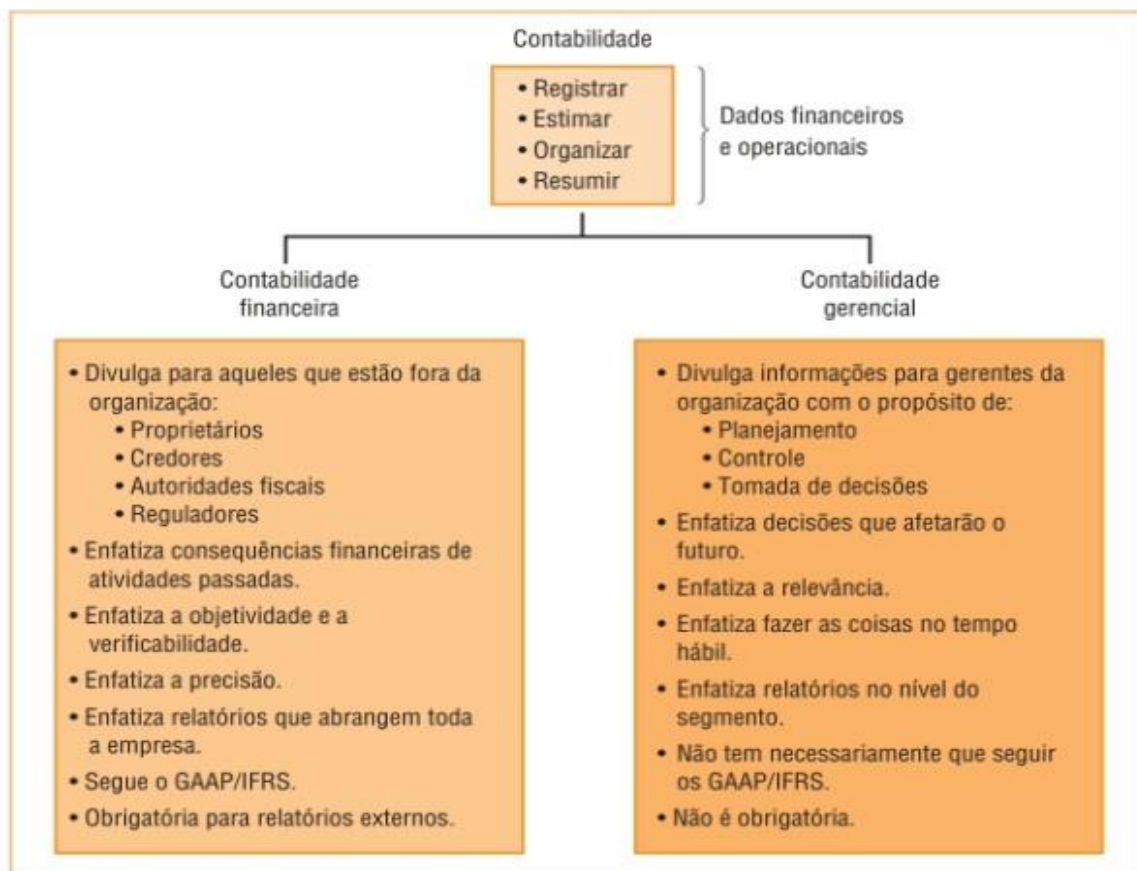 Contabilidade
• Registrar
• Estimar
• Organizar
• Resumir
Dados financeiros
e operacionais
Contabilidade
financeira
• Divulga para aqueles que estão fora da
organização:
• Proprietários
• Credores
• Autoridades fiscais
• Reguladores
• Enfatiza consequências financeiras de
atividades passadas.
• Enfatiza a objetividade e a
verificabilidade.
• Enfatiza a precisão.
• Enfatiza relatórios que abrangem toda
a empresa.
• Segue o GAAP/IFRS.
• Obrigatória para relatórios externos.
Contabilidade
gerencial
• Divulga informações para gerentes da
organização com o propósito de:
• Planejamento
• Controle
• Tomada de decisões
• Enfatiza decisões que afetarão o
futuro.
• Enfatiza a relevância.
• Enfatiza fazer as coisas no tempo
hábil.
• Enfatiza relatórios no nível do
segmento.
• Não tem necessariamente que seguir
os GAAP/IFRS.
• Não é obrigatória.